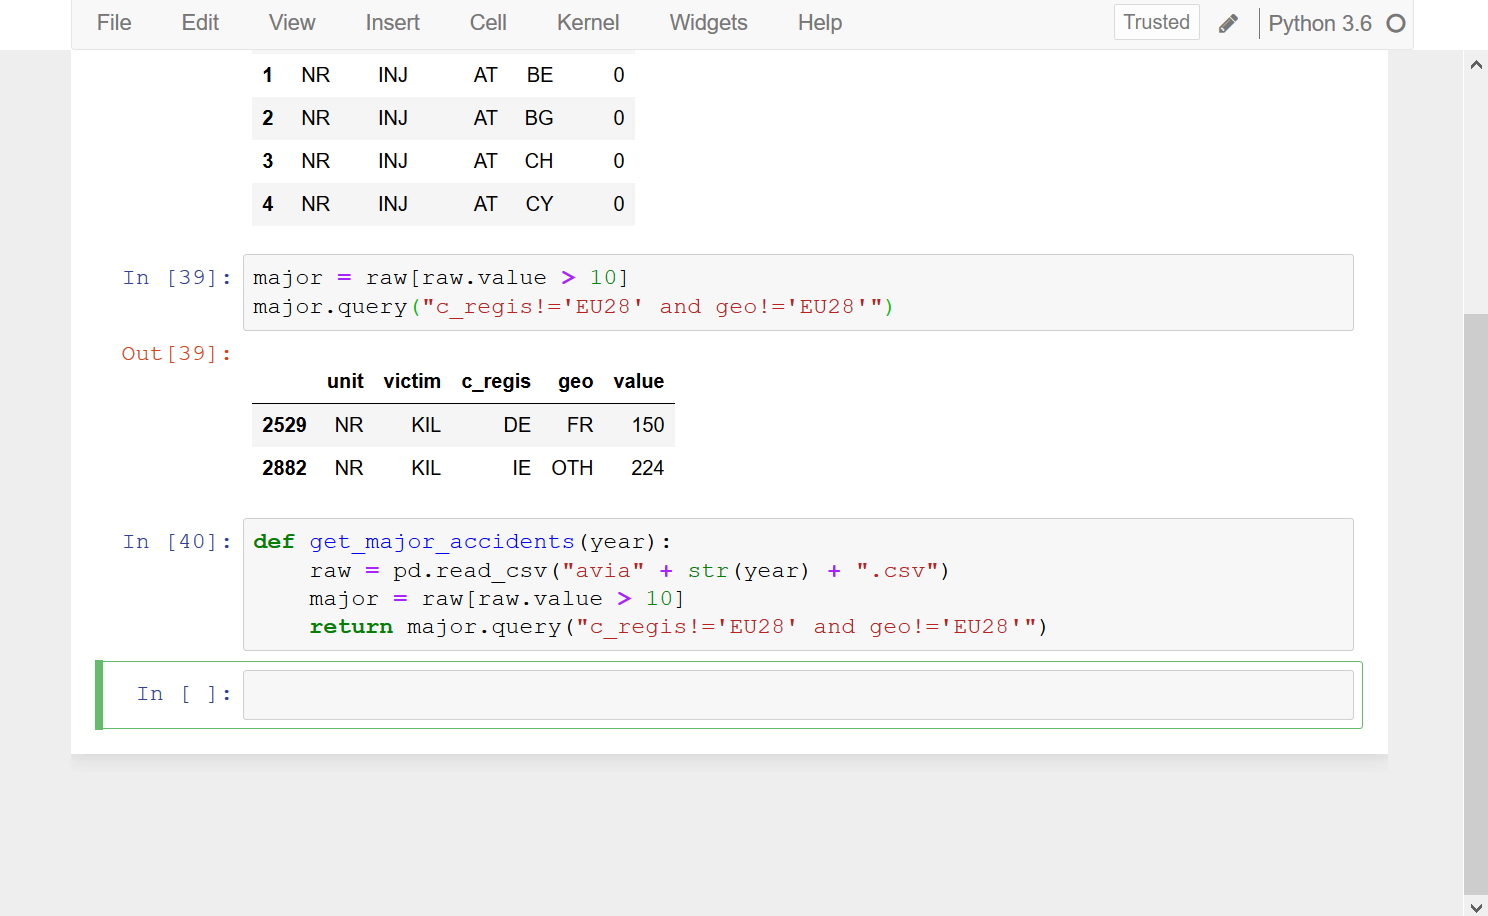 File Edit View Insert Cell Kernel Widgets Help Trusted Python 3.6
1 NR INJ AT BE 0
2 NR INJ AT BG 0
3 NR INJ AT CH 0
4 NR INJ AT CY 0
In [39]: major = raw[raw.value > 10]
major.query("c_regis!='EU28' and geo!='EU28'")
Out[39]:
unit victim c_regis geo value
2529 NR KIL DE FR 150
2882 NR KIL IE OTH 224
In [40]: def get_major_accidents(year):
    raw = pd.read_csv("avia" + str(year) + ".csv")
    major = raw[raw.value > 10]
    return major.query("c_regis!='EU28' and geo!='EU28'")
In [ ]: